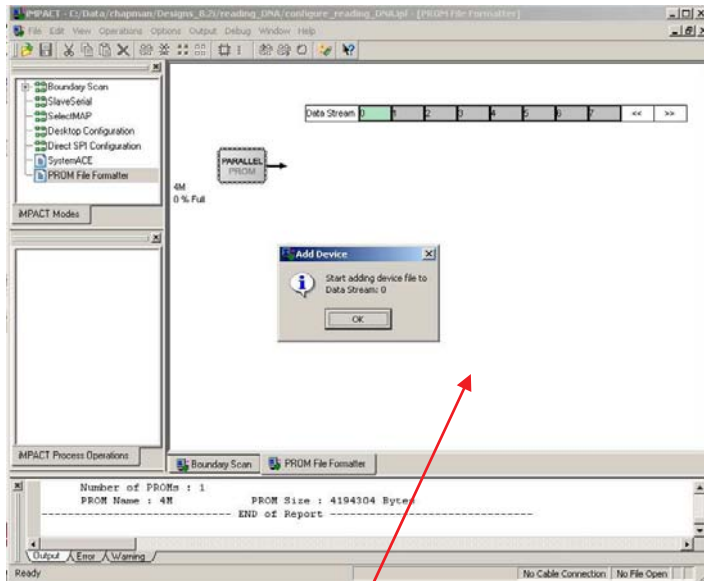 iMPACT - C:/Data/chapman/Designs_8.2i/reading_DNA/configure_reading_DNA.ipf - [PROM File Formatter]
File Edit View Operations Options Output Debug Window Help
Boundary Scan
SlaveSerial
SelectMAP
Desktop Configuration
Direct SPI Configuration
SystemACE
PROM File Formatter
iMPACT Modes
Data Stream 0 1 2 3 4 5 6 7 << >>
PARALLEL
PROM
4M
0 % Full
Add Device
Start adding device file to
Data Stream: 0
OK
iMPACT Process Operations
Boundary Scan PROM File Formatter
Number of PROMs : 1
PROM Name : 4M PROM Size : 4194304 Bytes
---------------------------- END of Report ------------------------------
Output Error Warning
Ready No Cable Connection No File Open